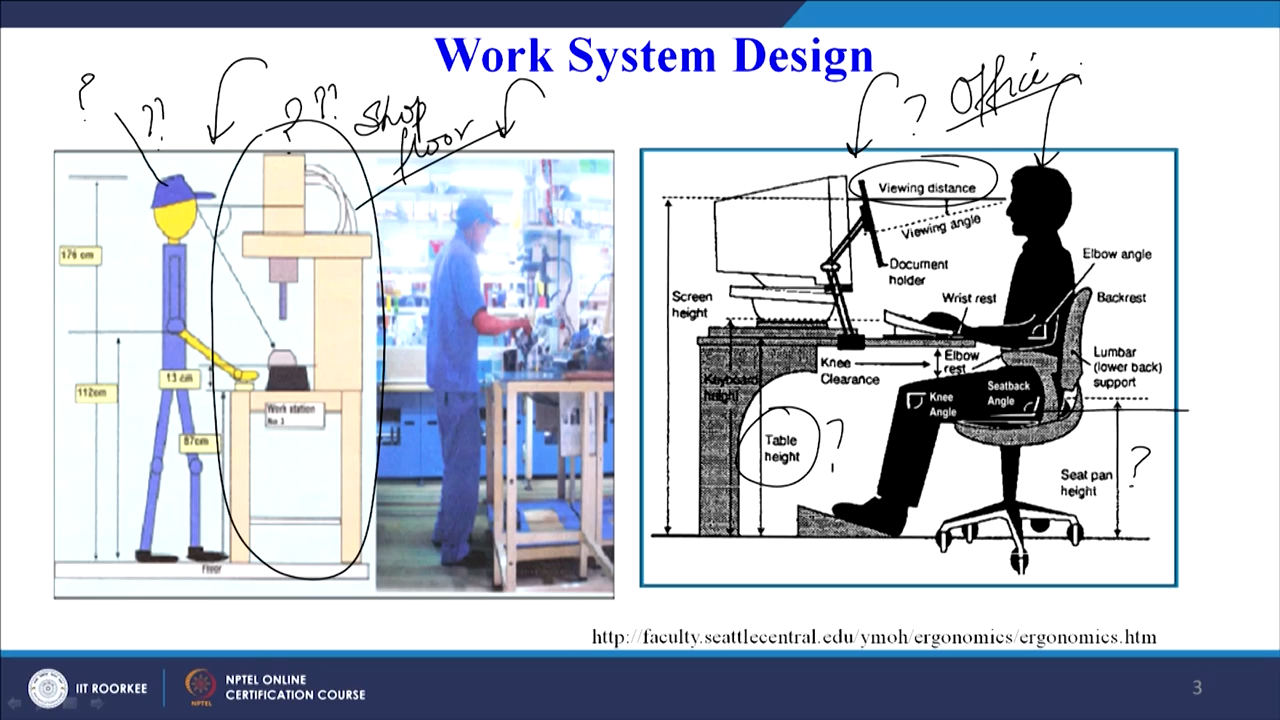 Work System Design
? ?? ? ?? Shop floor
? Office
176 cm
112cm
13 cm
87cm
Work station
No 3
Floor
Viewing distance
Viewing angle
Document
holder
Screen
height
Wrist rest
Elbow angle
Backrest
Knee
Clearance
Elbow
rest
Lumbar
(lower back)
support
Keyboard
height
Knee
Angle
Seatback
Angle
Table
height
?
Seat pan
height
?
http://faculty.seattlecentral.edu/ymoh/ergonomics/ergonomics.htm
IIT ROORKEE
NPTEL ONLINE
CERTIFICATION COURSE
NPTEL
3